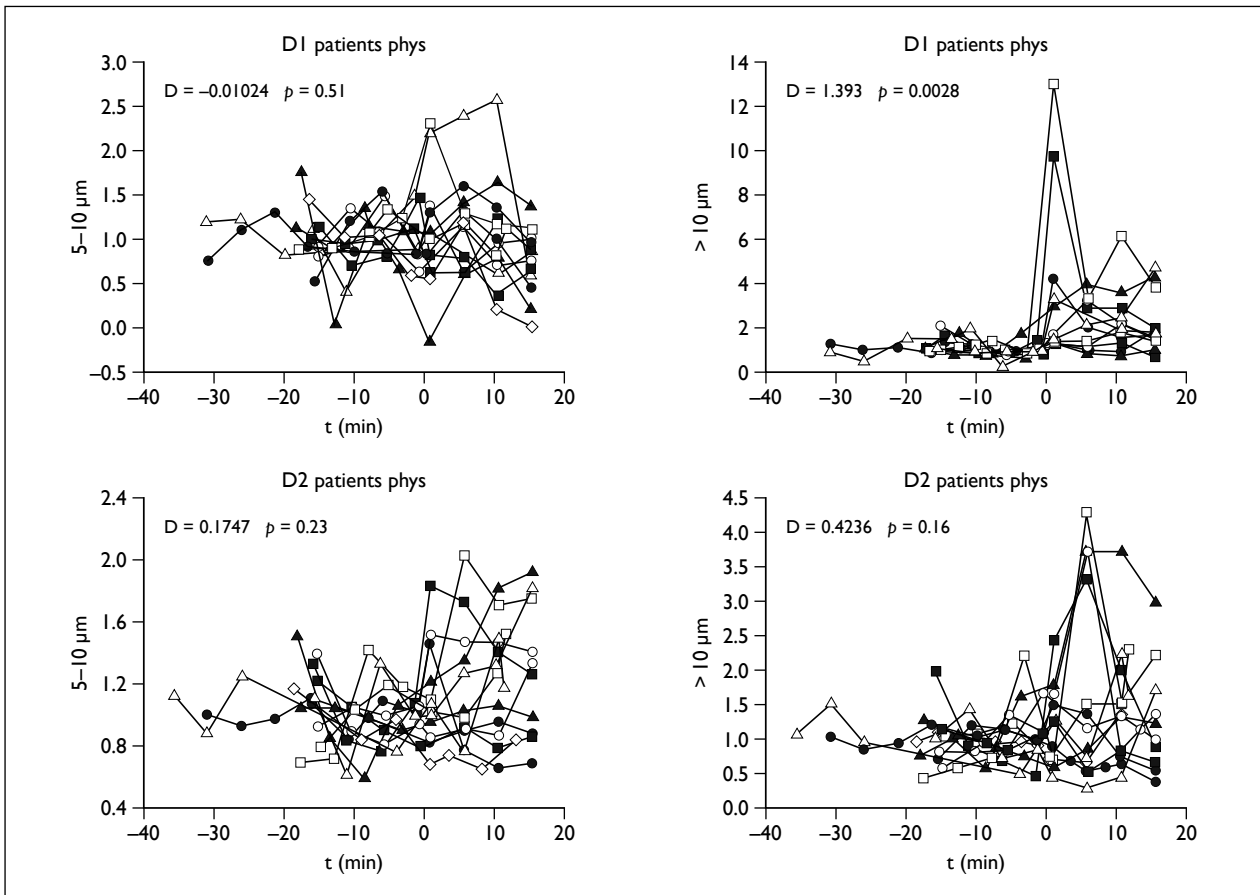 D1 patients phys
3.0
2.5
2.0
1.5
1.0
0.5
0.0
–0.5
5–10 µm
D = –0.01024 p = 0.51
–40 –30 –20 –10 0 10 20
t (min)
D1 patients phys
14
12
10
8
6
4
2
0
> 10 µm
D = 1.393 p = 0.0028
–40 –30 –20 –10 0 10 20
t (min)
D2 patients phys
2.4
2.0
1.6
1.2
0.8
0.4
5–10 µm
D = 0.1747 p = 0.23
–40 –30 –20 –10 0 10 20
t (min)
D2 patients phys
4.5
4.0
3.5
3.0
2.5
2.0
1.5
1.0
0.5
0.0
> 10 µm
D = 0.4236 p = 0.16
–40 –30 –20 –10 0 10 20
t (min)